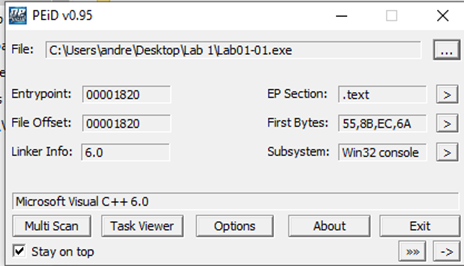 PEiD v0.95
File: C:\Users\andre\Desktop\Lab 1\Lab01-01.exe ...
Entrypoint: 00001820 EP Section: .text >
File Offset: 00001820 First Bytes: 55,8B,EC,6A >
Linker Info: 6.0 Subsystem: Win32 console >
Microsoft Visual C++ 6.0
Multi Scan Task Viewer Options About Exit
Stay on top »» ->